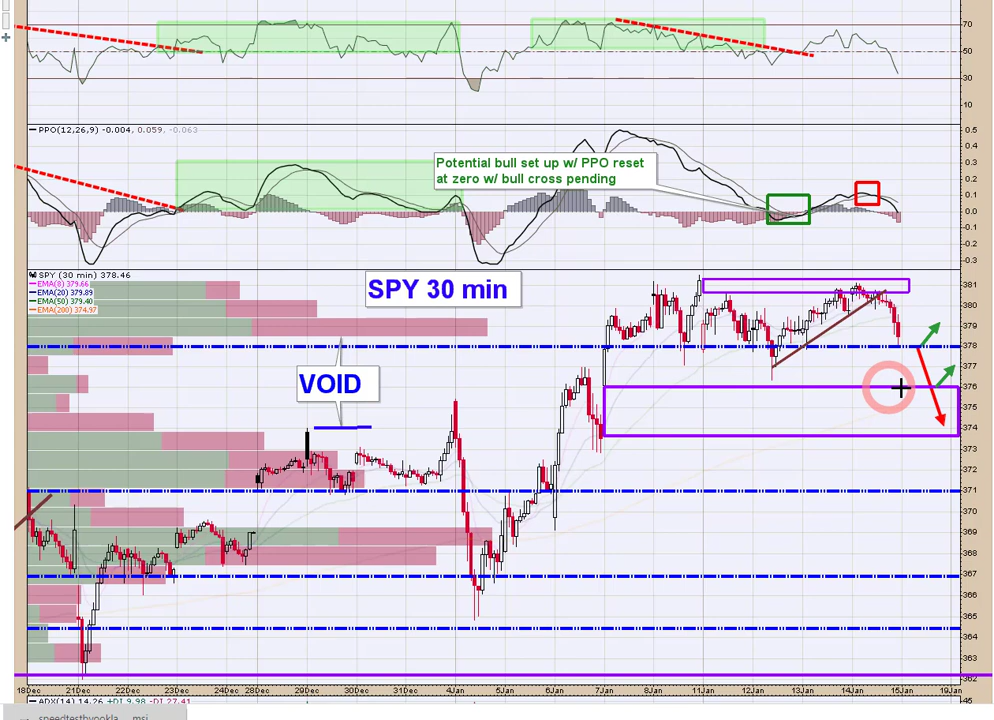 70
50
30
10
PPO(12,26,9) -0.004, 0.059, -0.063
0.5
0.4
0.3
0.2
0.1
0.0
-0.1
-0.2
-0.3
Potential bull set up w/ PPO reset
at zero w/ bull cross pending
SPY (30 min) 378.46
EMA(8) 379.66
EMA(20) 379.89
EMA(50) 379.40
EMA(200) 374.97
SPY 30 min
VOID
381
380
379
378
377
376
375
374
373
372
371
370
369
368
367
366
365
364
363
362
18Dec 21Dec 22Dec 23Dec 24Dec 28Dec 29Dec 30Dec 31Dec 4Jan 5Jan 6Jan 7Jan 8Jan 11Jan 12Jan 13Jan 14Jan 15Jan 19Jan
ADX(14) 14.26 +DI 9.98 -DI 27.41
45
speedtestbyookla_...msi